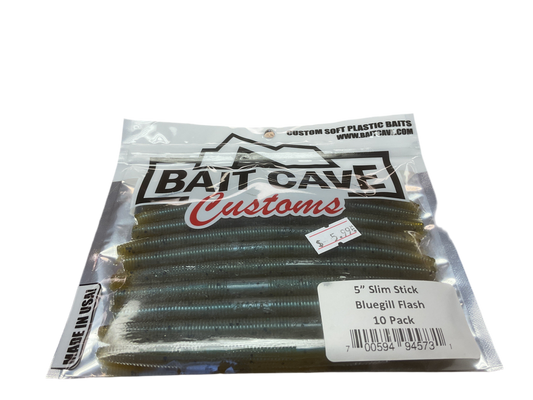 CUSTOM SOFT PLASTIC BAITS
WWW.BAITCAVE.COM
BAIT CAVE
Customs
$ 5.895
5" Slim Stick
Bluegill Flash
10 Pack
7 00594 94573 1
MADE IN USA!